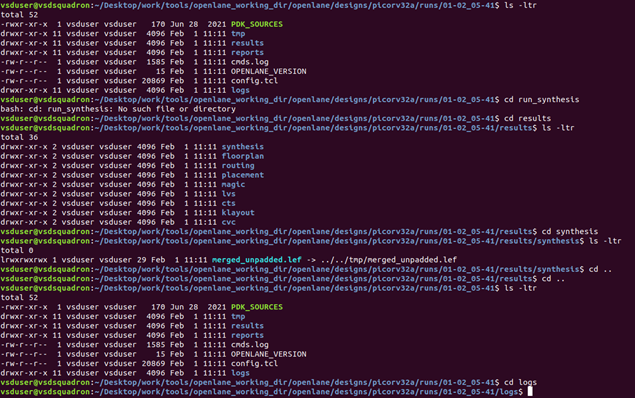 vsduser@vsdsquadron:~/Desktop/work/tools/openlane_working_dir/openlane/designs/picorv32a/runs/01-02_05-41$ ls -ltr
total 52
-rwxr-xr-x  1 vsduser vsduser   170 Jun 28  2021 PDK_SOURCES
drwxr-xr-x 11 vsduser vsduser  4096 Feb  1 11:11 tmp
drwxr-xr-x 11 vsduser vsduser  4096 Feb  1 11:11 results
drwxr-xr-x 11 vsduser vsduser  4096 Feb  1 11:11 reports
-rw-r--r--  1 vsduser vsduser  1585 Feb  1 11:11 cmds.log
-rw-r--r--  1 vsduser vsduser    15 Feb  1 11:11 OPENLANE_VERSION
-rw-r--r--  1 vsduser vsduser 20869 Feb  1 11:11 config.tcl
drwxr-xr-x 11 vsduser vsduser  4096 Feb  1 11:11 logs
vsduser@vsdsquadron:~/Desktop/work/tools/openlane_working_dir/openlane/designs/picorv32a/runs/01-02_05-41$ cd run_synthesis
bash: cd: run_synthesis: No such file or directory
vsduser@vsdsquadron:~/Desktop/work/tools/openlane_working_dir/openlane/designs/picorv32a/runs/01-02_05-41$ cd results
vsduser@vsdsquadron:~/Desktop/work/tools/openlane_working_dir/openlane/designs/picorv32a/runs/01-02_05-41/results$ ls -ltr
total 36
drwxr-xr-x 2 vsduser vsduser 4096 Feb  1 11:11 synthesis
drwxr-xr-x 2 vsduser vsduser 4096 Feb  1 11:11 floorplan
drwxr-xr-x 2 vsduser vsduser 4096 Feb  1 11:11 routing
drwxr-xr-x 2 vsduser vsduser 4096 Feb  1 11:11 placement
drwxr-xr-x 2 vsduser vsduser 4096 Feb  1 11:11 magic
drwxr-xr-x 2 vsduser vsduser 4096 Feb  1 11:11 lvs
drwxr-xr-x 2 vsduser vsduser 4096 Feb  1 11:11 cts
drwxr-xr-x 2 vsduser vsduser 4096 Feb  1 11:11 klayout
drwxr-xr-x 2 vsduser vsduser 4096 Feb  1 11:11 cvc
vsduser@vsdsquadron:~/Desktop/work/tools/openlane_working_dir/openlane/designs/picorv32a/runs/01-02_05-41/results$ cd synthesis
vsduser@vsdsquadron:~/Desktop/work/tools/openlane_working_dir/openlane/designs/picorv32a/runs/01-02_05-41/results/synthesis$ ls -ltr
total 0
lrwxrwxrwx 1 vsduser vsduser 29 Feb  1 11:11 merged_unpadded.lef -> ../../tmp/merged_unpadded.lef
vsduser@vsdsquadron:~/Desktop/work/tools/openlane_working_dir/openlane/designs/picorv32a/runs/01-02_05-41/results/synthesis$ cd ..
vsduser@vsdsquadron:~/Desktop/work/tools/openlane_working_dir/openlane/designs/picorv32a/runs/01-02_05-41/results$ cd ..
vsduser@vsdsquadron:~/Desktop/work/tools/openlane_working_dir/openlane/designs/picorv32a/runs/01-02_05-41$ ls -ltr
total 52
-rwxr-xr-x  1 vsduser vsduser   170 Jun 28  2021 PDK_SOURCES
drwxr-xr-x 11 vsduser vsduser  4096 Feb  1 11:11 tmp
drwxr-xr-x 11 vsduser vsduser  4096 Feb  1 11:11 results
drwxr-xr-x 11 vsduser vsduser  4096 Feb  1 11:11 reports
-rw-r--r--  1 vsduser vsduser  1585 Feb  1 11:11 cmds.log
-rw-r--r--  1 vsduser vsduser    15 Feb  1 11:11 OPENLANE_VERSION
-rw-r--r--  1 vsduser vsduser 20869 Feb  1 11:11 config.tcl
drwxr-xr-x 11 vsduser vsduser  4096 Feb  1 11:11 logs
vsduser@vsdsquadron:~/Desktop/work/tools/openlane_working_dir/openlane/designs/picorv32a/runs/01-02_05-41$ cd logs
vsduser@vsdsquadron:~/Desktop/work/tools/openlane_working_dir/openlane/designs/picorv32a/runs/01-02_05-41/logs$